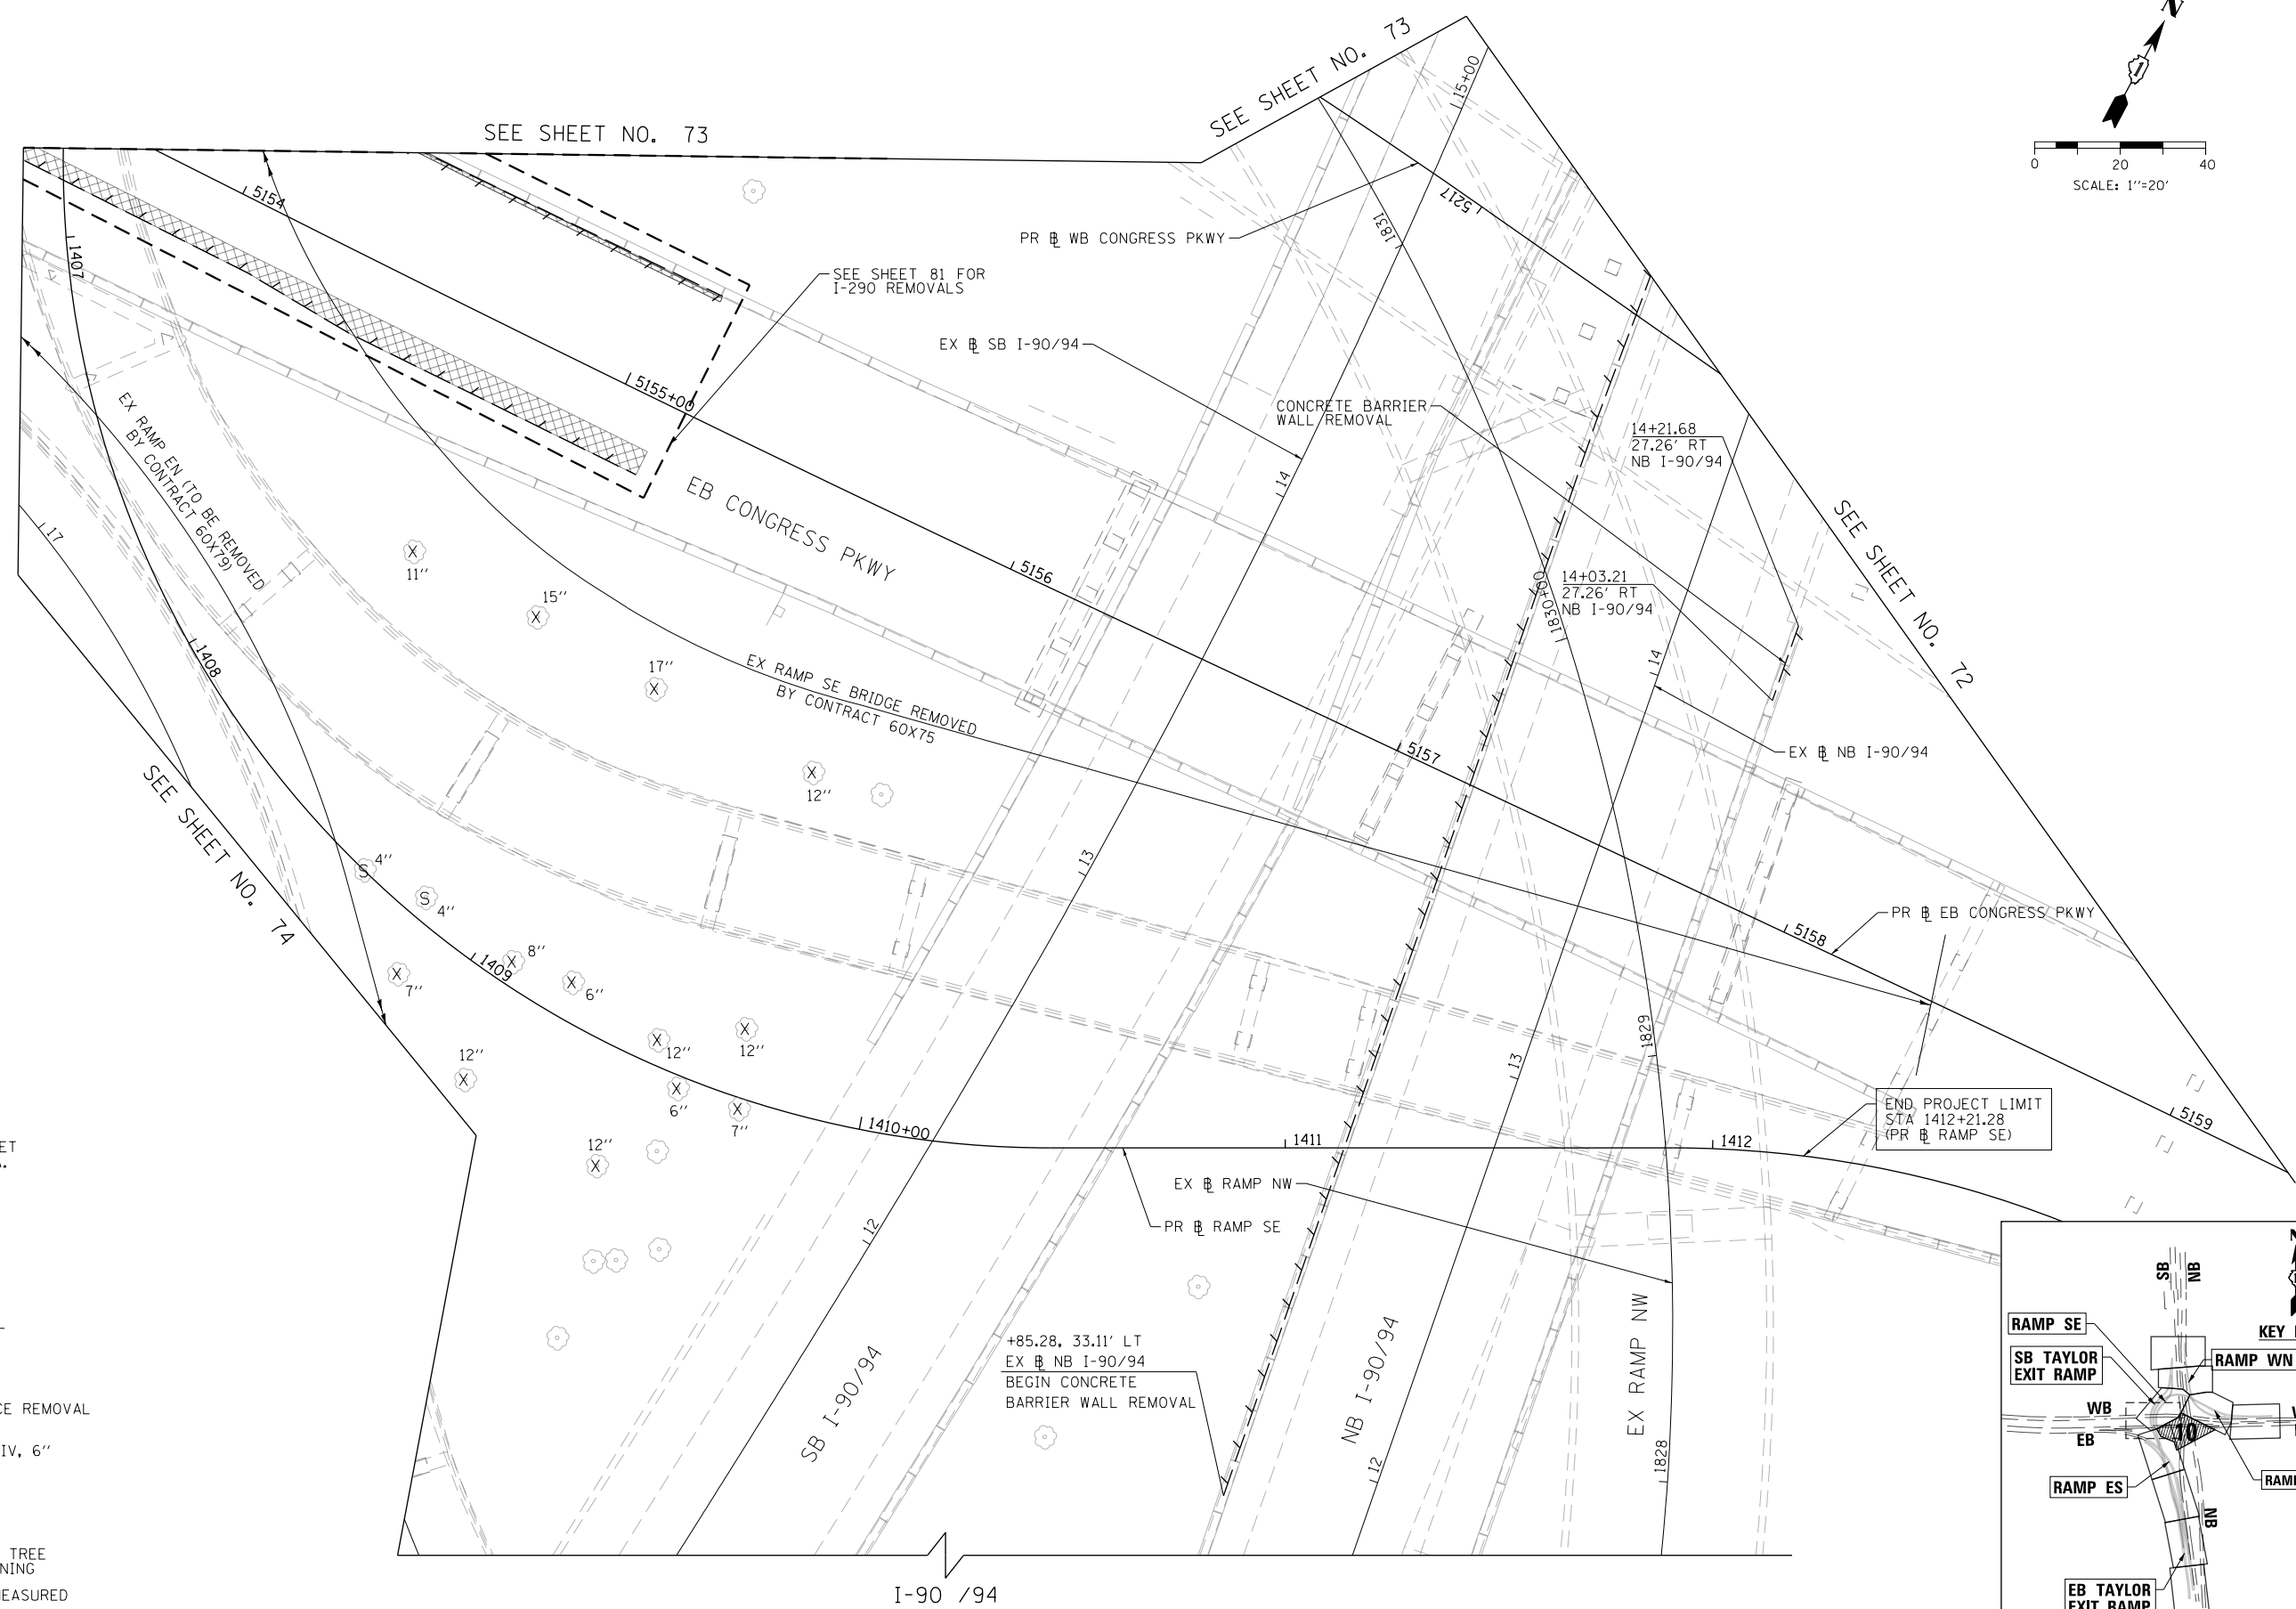 N
1
0 20 40
SCALE: 1''=20'
SEE SHEET NO. 73
SEE SHEET NO. 73
15+00
5154
5217
1831
1407
PR ℄ WB CONGRESS PKWY
SEE SHEET 81 FOR
I-290 REMOVALS
EX ℄ SB I-90/94
5155+00
CONCRETE BARRIER
WALL REMOVAL
14+21.68
27.26' RT
NB I-90/94
EX RAMP EN (TO BE REMOVED
BY CONTRACT 60X79)
14
EB CONGRESS PKWY
17
SEE SHEET NO. 72
11''
5156
14+03.21
27.26' RT
NB I-90/94
1830+00
15''
1408
17''
14
EX RAMP SE BRIDGE REMOVED
BY CONTRACT 60X75
5157
EX ℄ NB I-90/94
12''
SEE SHEET NO. 74
13
S 4''
S 4''
PR ℄ EB CONGRESS PKWY
5158
1409
8''
7''
6''
12''
12''
12''
6''
7''
1829
13
END PROJECT LIMIT
STA 1412+21.28
(PR ℄ RAMP SE)
5159
1410+00
1411
1412
12''
EX ℄ RAMP NW
PR ℄ RAMP SE
12
+85.28, 33.11' LT
EX ℄ NB I-90/94
BEGIN CONCRETE
BARRIER WALL REMOVAL
SB I-90/94
NB I-90/94
EX RAMP NW
12
1828
I-90 /94
REMOVAL
IV, 6''
TREE
SB
NB
KEY
RAMP SE
SB TAYLOR
EXIT RAMP
RAMP WN
WB
EB
10
RAMP ES
NB
EB TAYLOR
EXIT RAMP